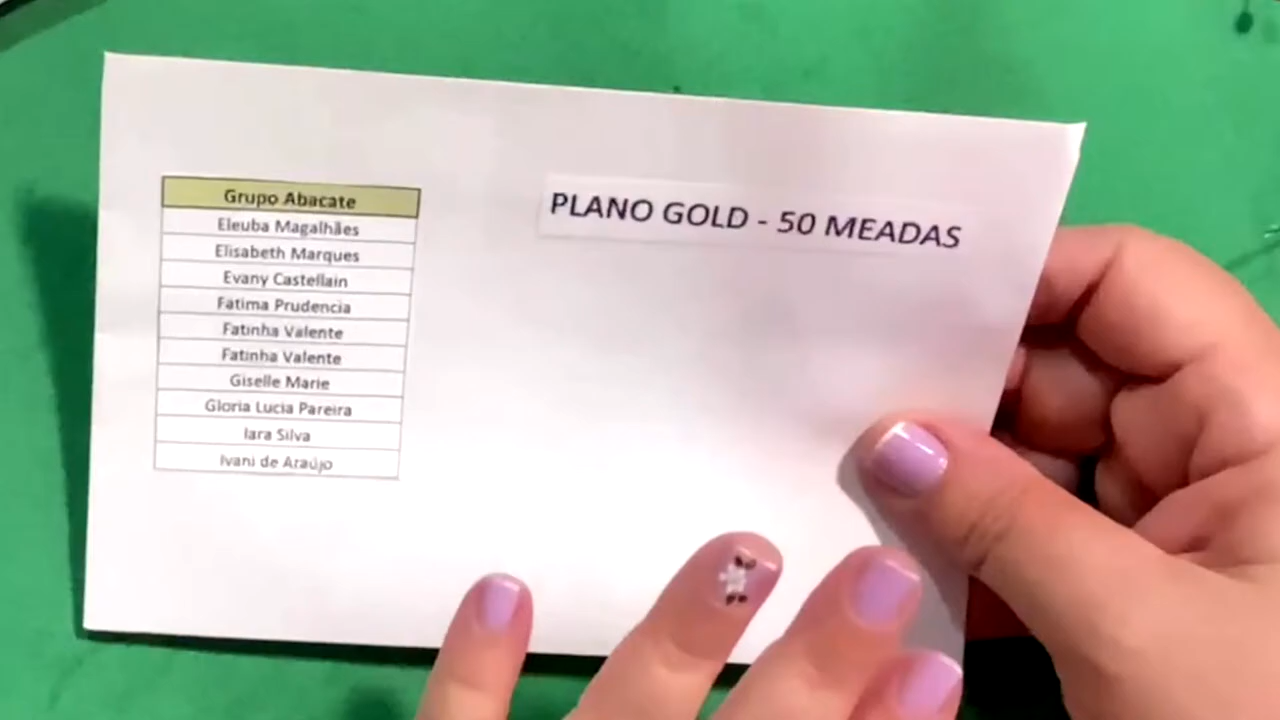 Grupo Abacate
Eleuba Magalhães
Elisabeth Marques
Evany Castellain
Fatima Prudencia
Fatinha Valente
Fatinha Valente
Giselle Marie
Gloria Lucia Pareira
Iara Silva
Ivani de Araújo
PLANO GOLD - 50 MEADAS